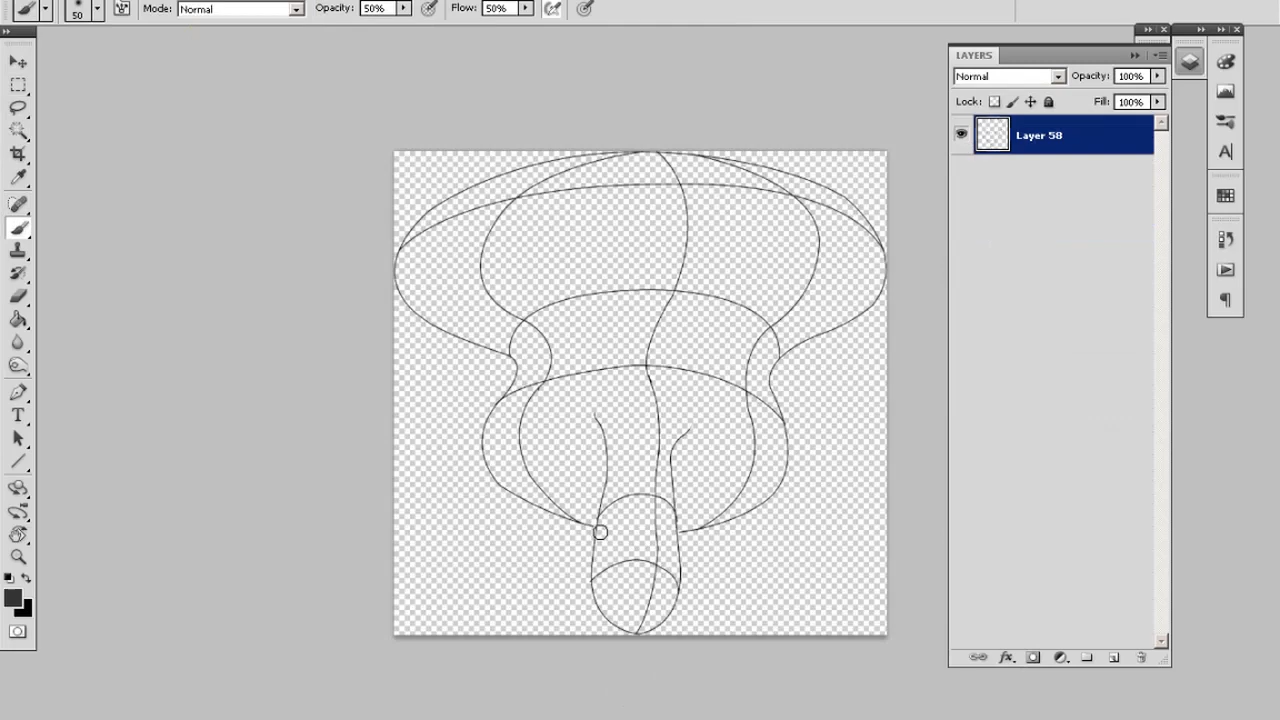 50 Mode: Normal Opacity: 50% Flow: 50%
LAYERS
Normal Opacity: 100%
Lock: Fill: 100%
Layer 58